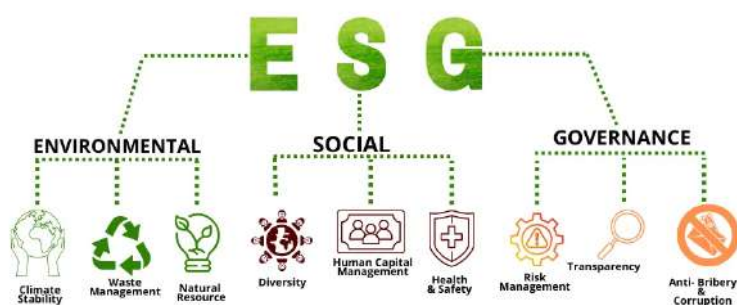 E S G
ENVIRONMENTAL
SOCIAL
GOVERNANCE
Climate
Stability
Waste
Management
Natural
Resource
Diversity
Human Capital
Management
Health
& Safety
Risk
Management
Transparency
Anti- Bribery
&
Corruption